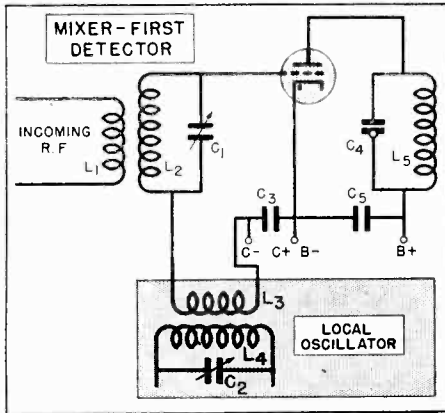 MIXER-FIRST
DETECTOR
INCOMING
R.F
L1
L2
C1
C4
L5
C3
C5
C-
C+
B-
B+
L3
L4
C2
LOCAL
OSCILLATOR